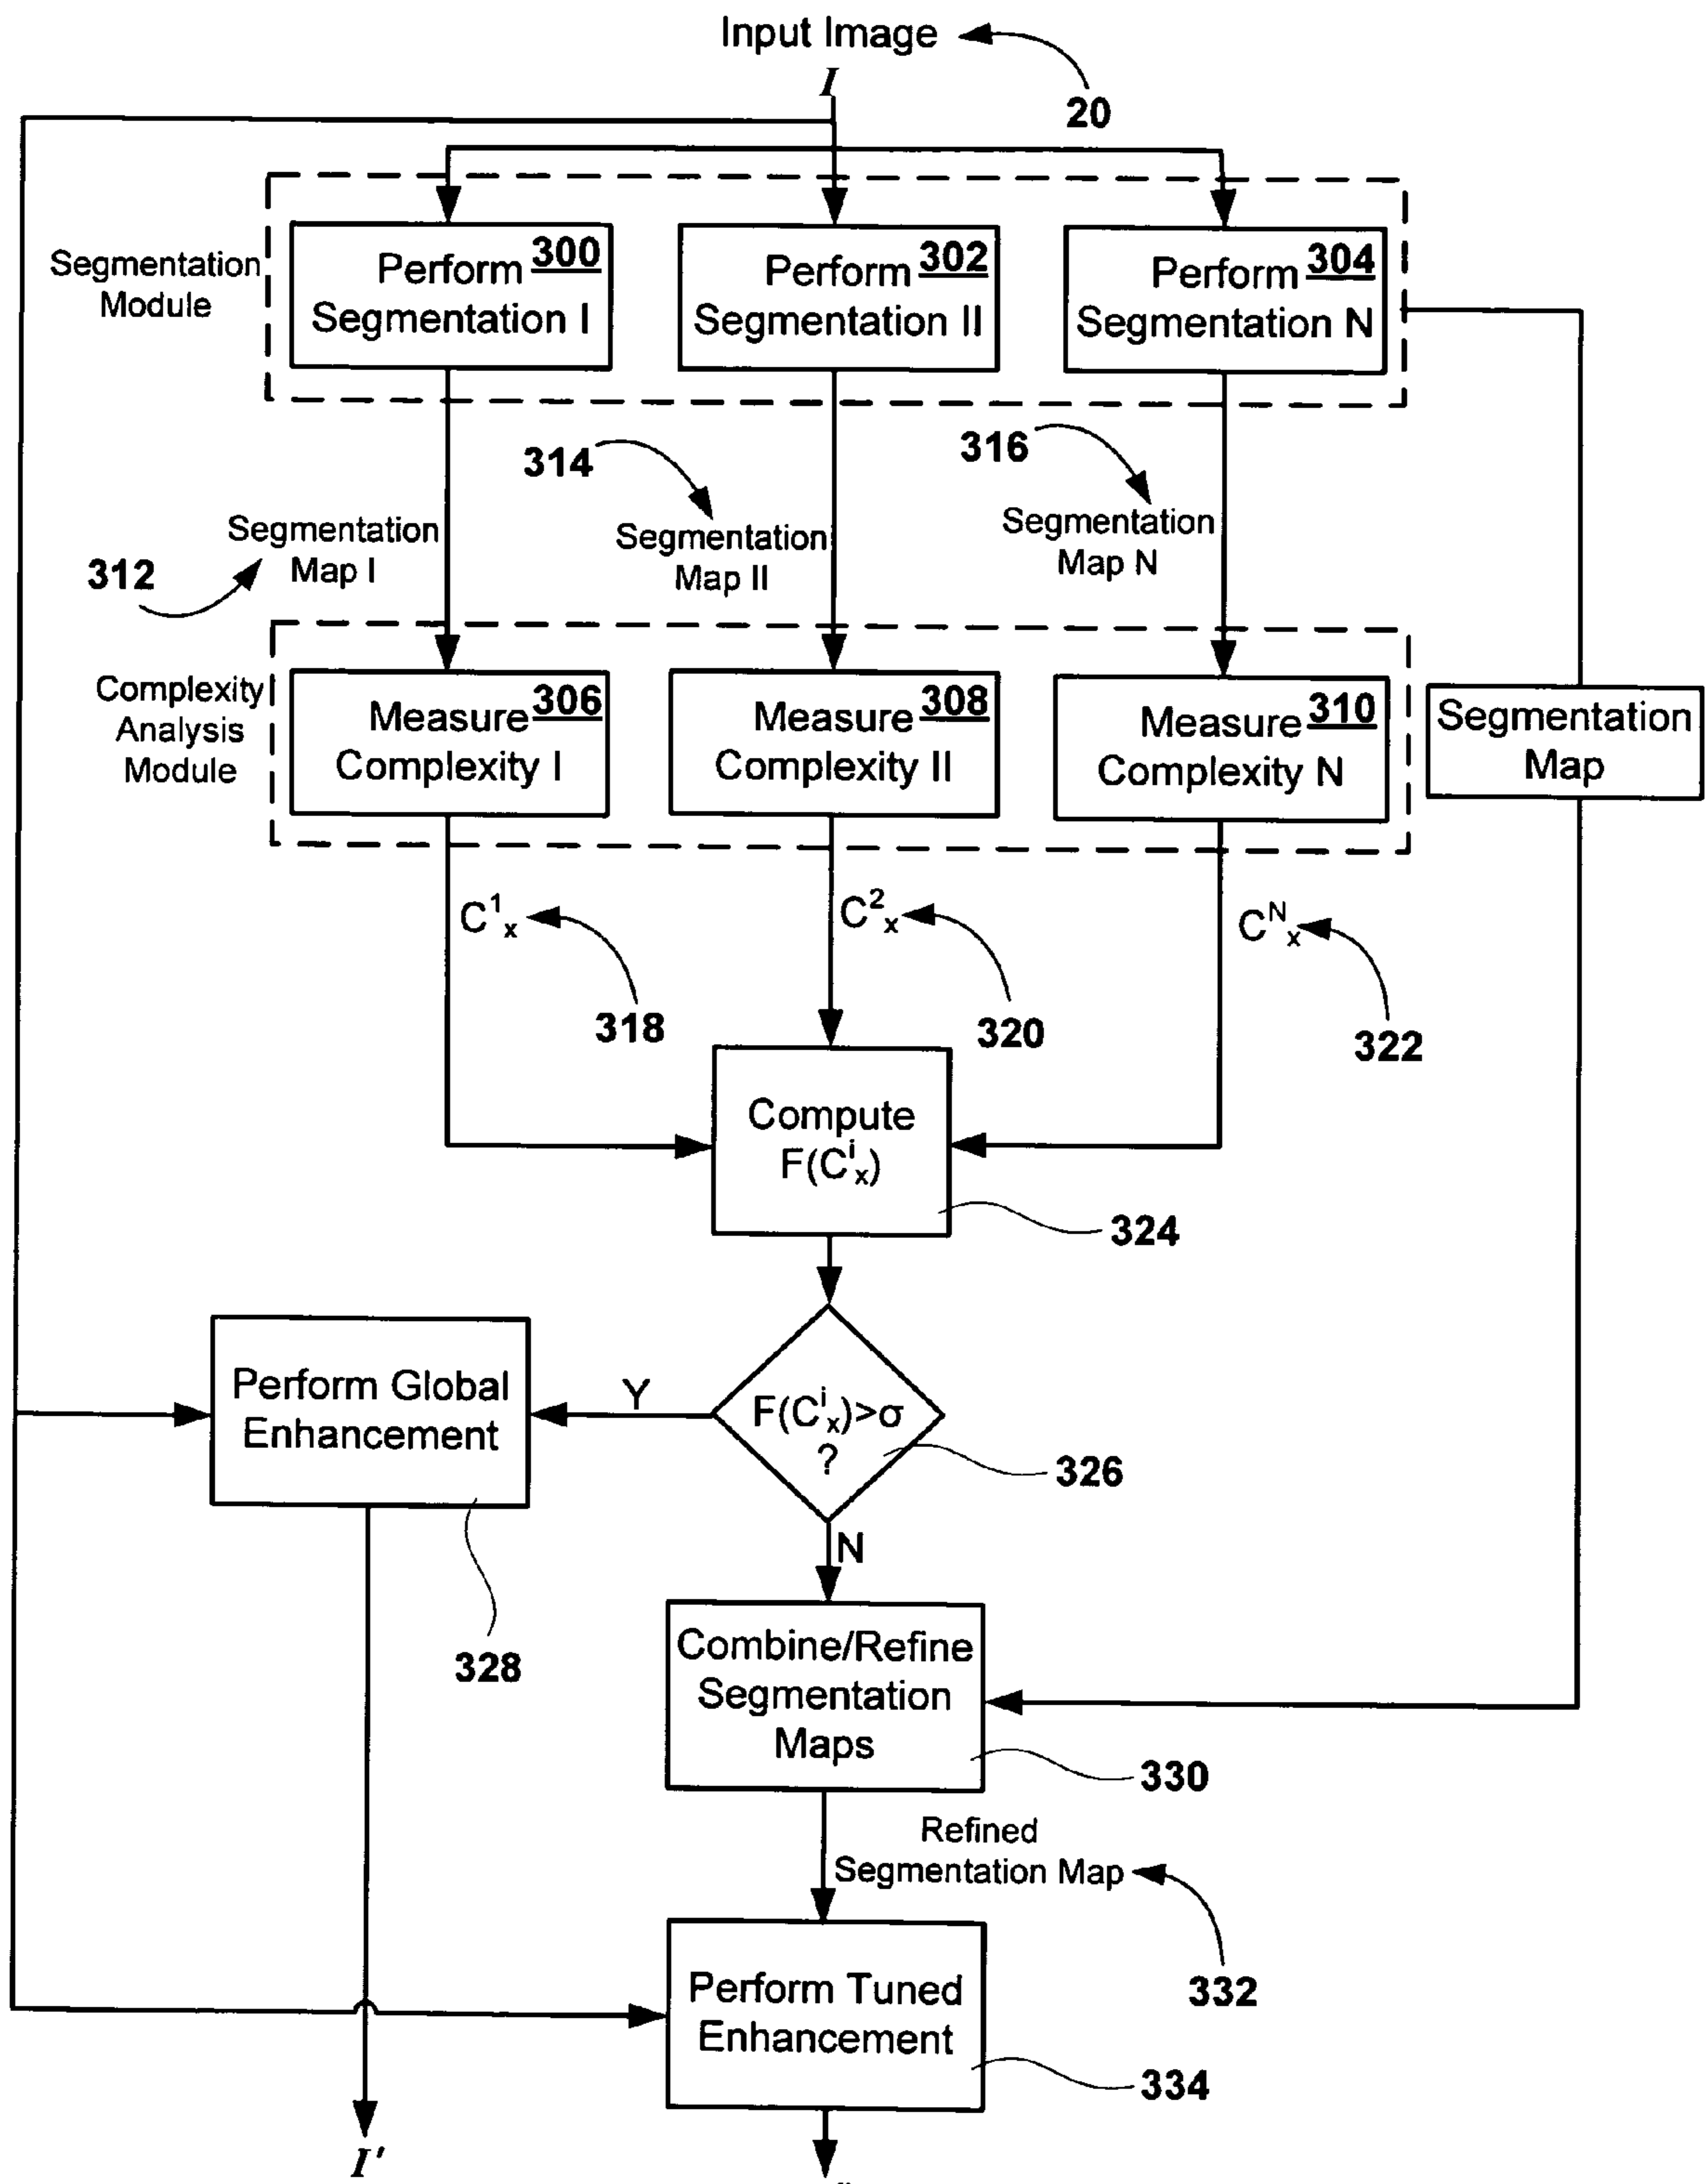 Input Image
I
20
Segmentation
Module
Perform 300
Segmentation I
Perform 302
Segmentation II
Perform 304
Segmentation N
314
316
312
Segmentation
Map I
Segmentation
Map II
Segmentation
Map N
Complexity
Analysis
Module
Measure 306
Complexity I
Measure 308
Complexity II
Measure 310
Complexity N
Segmentation
Map
C¹ₓ
C²ₓ
Cᴺₓ
318
320
322
Compute
F(Cⁱₓ)
324
Perform Global
Enhancement
Y
F(Cⁱₓ)>σ
?
326
N
328
Combine/Refine
Segmentation
Maps
330
Refined
Segmentation Map
332
Perform Tuned
Enhancement
334
I'